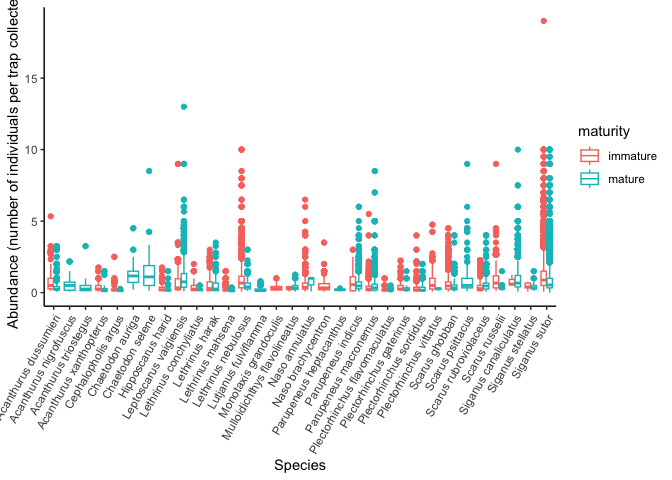 Abundance (number of individuals per trap collecte
15
10
5
0
Acanthurus dussumieri
Acanthurus nigrofuscus
Acanthurus triostegus
Acanthurus xanthopterus
Cephalopholis argus
Chaetodon auriga
Chaetodon selene
Hipposcarus harid
Leptoscarus vaigiensis
Lethrinus conchyliatus
Lethrinus harak
Lethrinus mahsena
Lethrinus nebulosus
Lutjanus fulviflamma
Monotaxis grandoculis
Mulloidichthys flavolineatus
Naso annulatus
Naso brachycentron
Parupeneus heptacanthus
Parupeneus indicus
Parupeneus macronemus
Plectorhinchus flavomaculatus
Plectorhinchus gaterinus
Plectorhinchus sordidus
Plectorhinchus vittatus
Scarus ghobban
Scarus psittacus
Scarus rubroviolaceus
Scarus russelii
Siganus canaliculatus
Siganus stellatus
Siganus sutor
Species
maturity
immature
mature